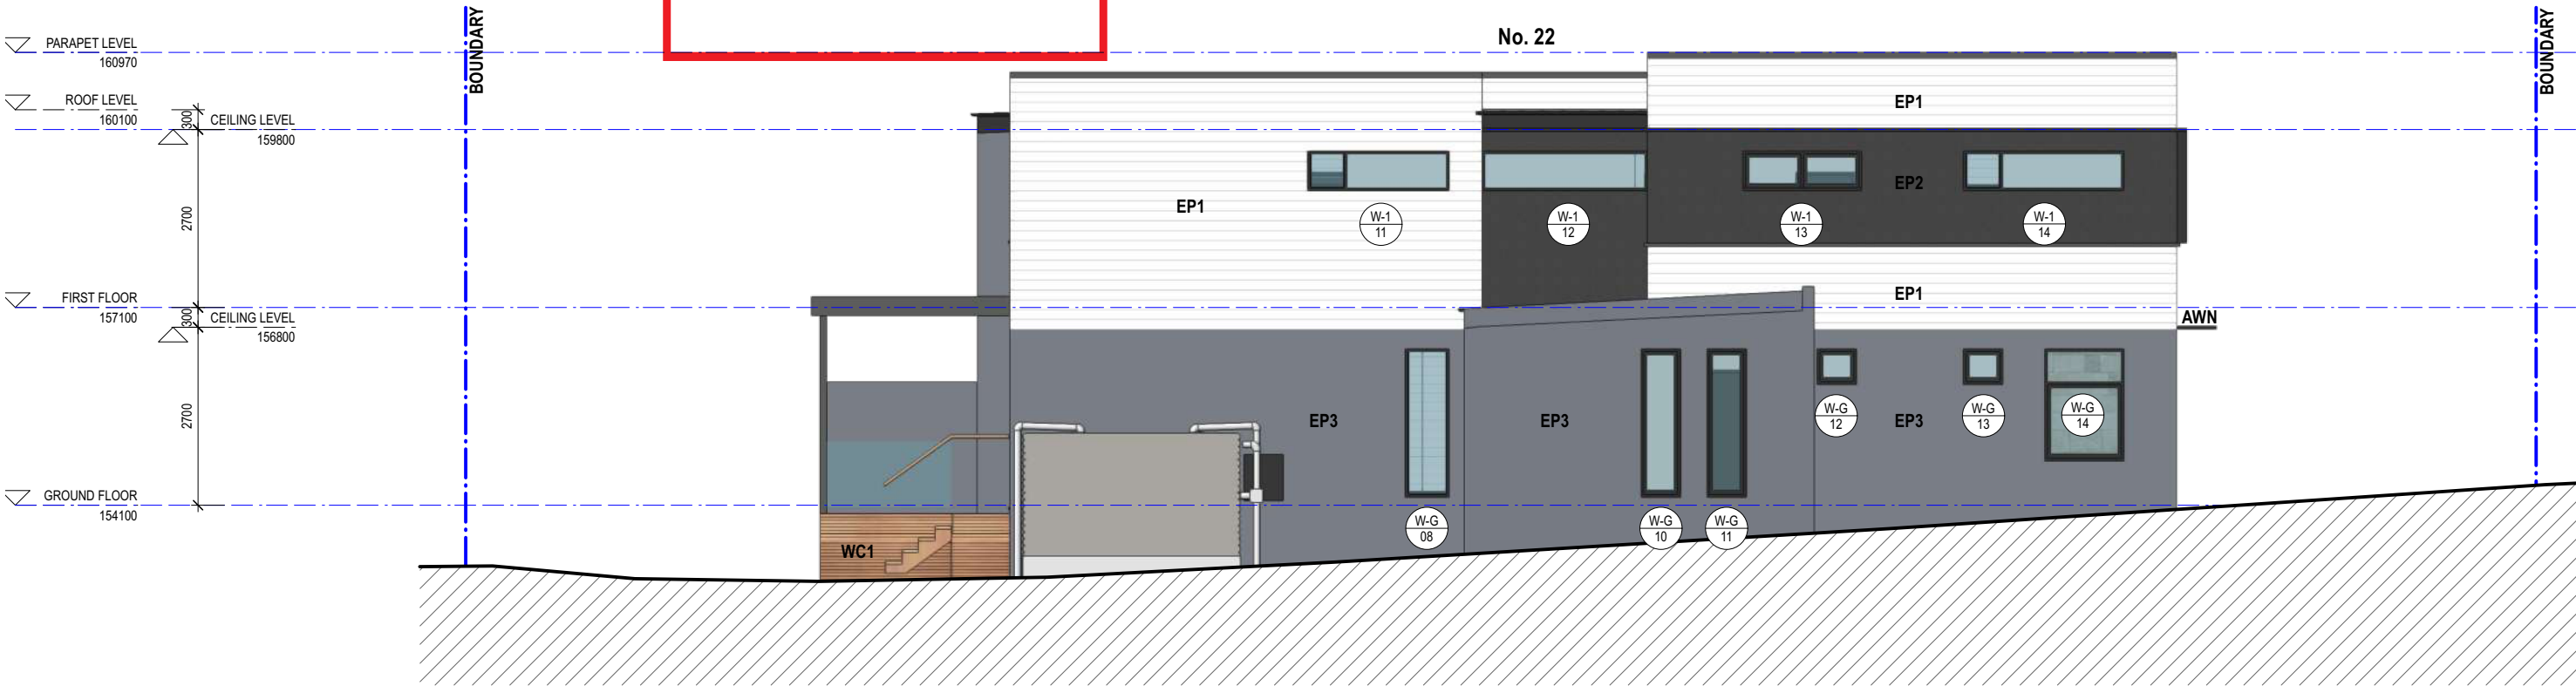 No. 22
BOUNDARY
BOUNDARY
PARAPET LEVEL
160970
ROOF LEVEL
160100
300
CEILING LEVEL
159800
2700
FIRST FLOOR
157100
300
CEILING LEVEL
156800
2700
GROUND FLOOR
154100
EP1
EP1
EP2
W-1
11
W-1
12
W-1
13
W-1
14
EP1
AWN
EP3
EP3
EP3
W-G
12
W-G
13
W-G
14
W-G
08
W-G
10
W-G
11
WC1